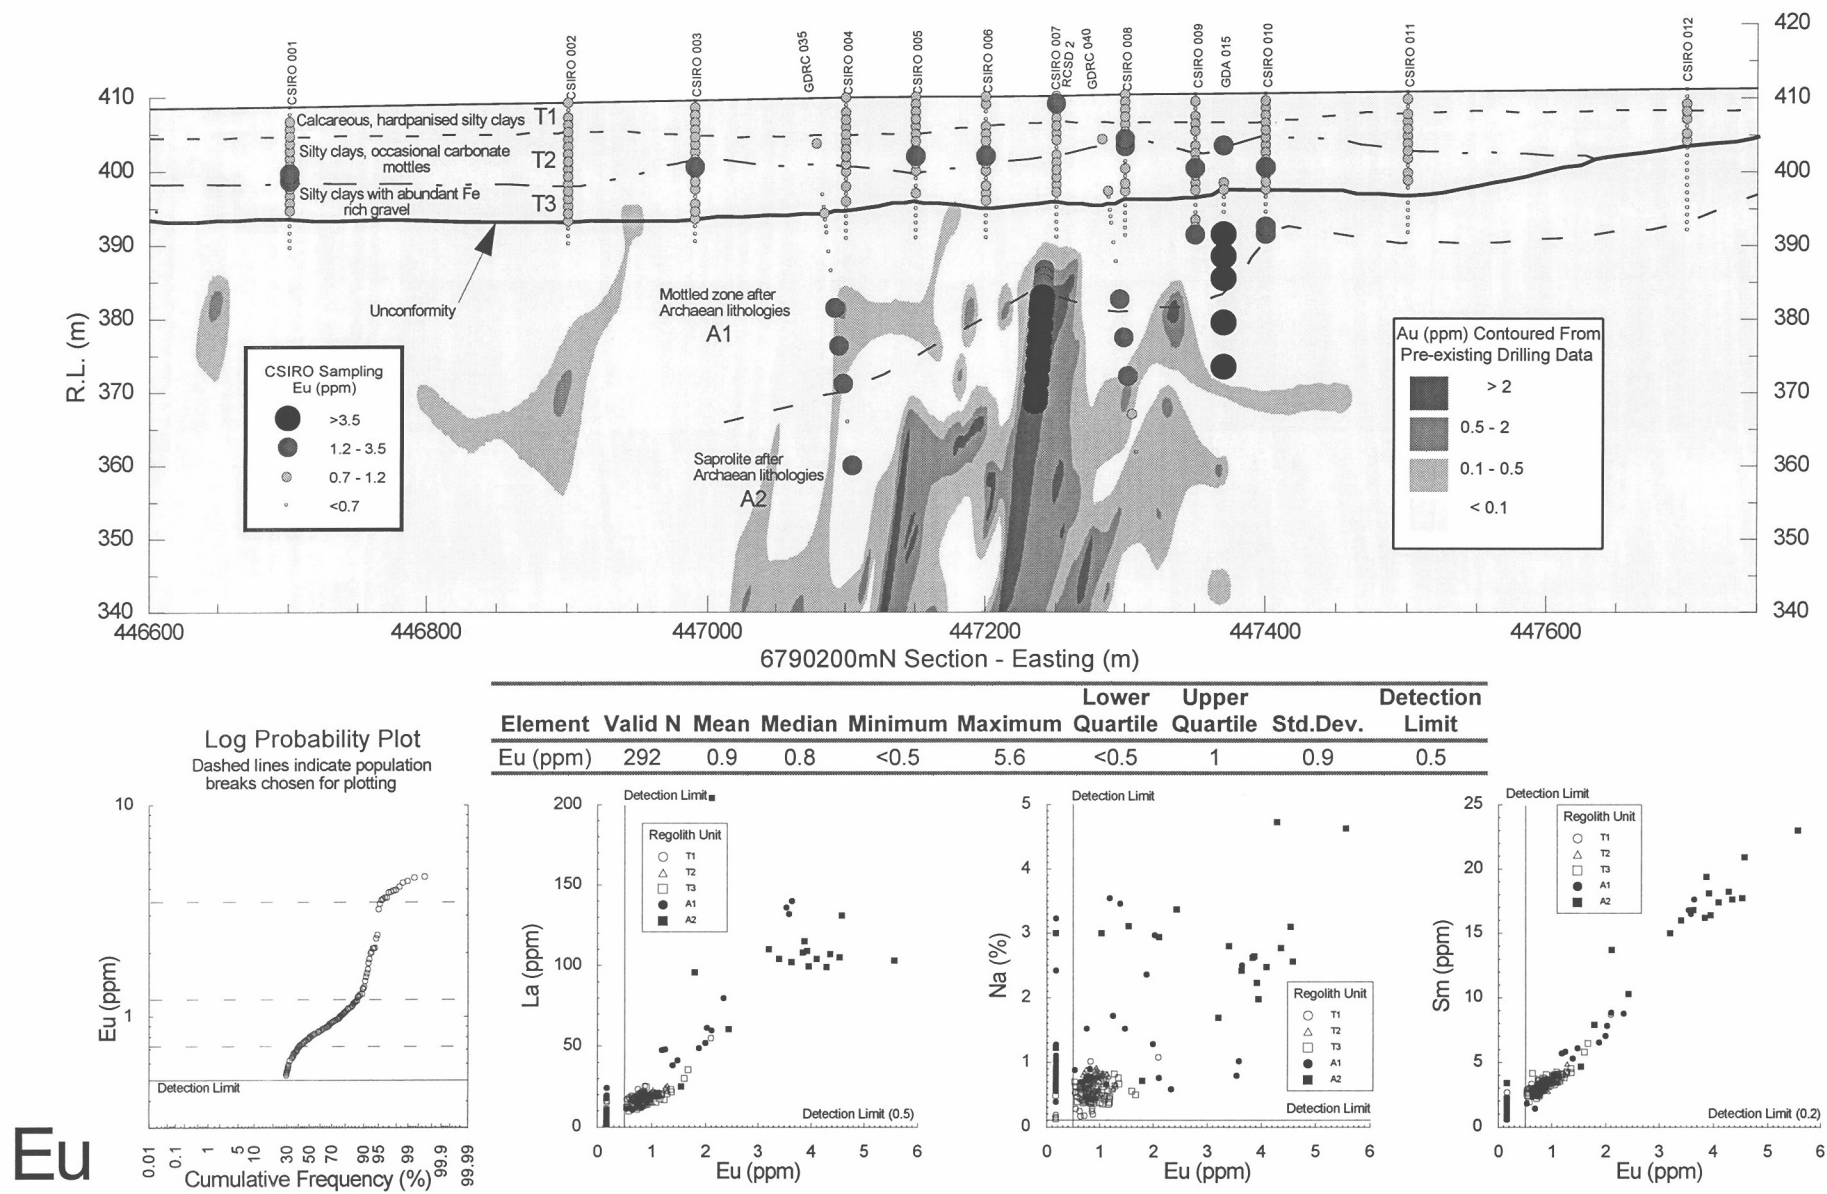 CSIRO 001
CSIRO 002
CSIRO 003
GDRC 035
CSIRO 004
CSIRO 005
CSIRO 006
CSIRO 007
RCSD 2
GDRC 040
CSIRO 008
CSIRO 009
GDA 015
CSIRO 010
CSIRO 011
CSIRO 012
420
420
410
410
400
400
390
390
380
380
370
370
360
360
350
350
340
340
R.L. (m)
Calcareous, hardpanised silty clays
T1
Silty clays, occasional carbonate
mottles
T2
Silty clays with abundant Fe
rich gravel
T3
Unconformity
Mottled zone after
Archaean lithologies
A1
Saprolite after
Archaean lithologies
A2
CSIRO Sampling
Eu (ppm)
>3.5
1.2 - 3.5
0.7 - 1.2
<0.7
Au (ppm) Contoured From
Pre-existing Drilling Data
> 2
0.5 - 2
0.1 - 0.5
< 0.1
446600
446800
447000
447200
447400
447600
6790200mN Section - Easting (m)
Element Valid N Mean Median Minimum Maximum Lower Quartile Upper Quartile Std.Dev. Detection Limit
Eu (ppm) 292 0.9 0.8 <0.5 5.6 <0.5 1 0.9 0.5
Log Probability Plot
Dashed lines indicate population
breaks chosen for plotting
10
1
Eu (ppm)
Detection Limit
0.01 0.1 1 5 10 30 50 70 90 95 99 99.9 99.99
Cumulative Frequency (%)
Eu
Detection Limit
200
150
100
50
0
La (ppm)
Regolith Unit
T1
T2
T3
A1
A2
Detection Limit (0.5)
0 1 2 3 4 5 6
Eu (ppm)
Detection Limit
5
4
3
2
1
0
Na (%)
Regolith Unit
T1
T2
T3
A1
A2
Detection Limit
0 1 2 3 4 5 6
Eu (ppm)
Detection Limit
25
20
15
10
5
0
Sm (ppm)
Regolith Unit
T1
T2
T3
A1
A2
Detection Limit (0.2)
0 1 2 3 4 5 6
Eu (ppm)